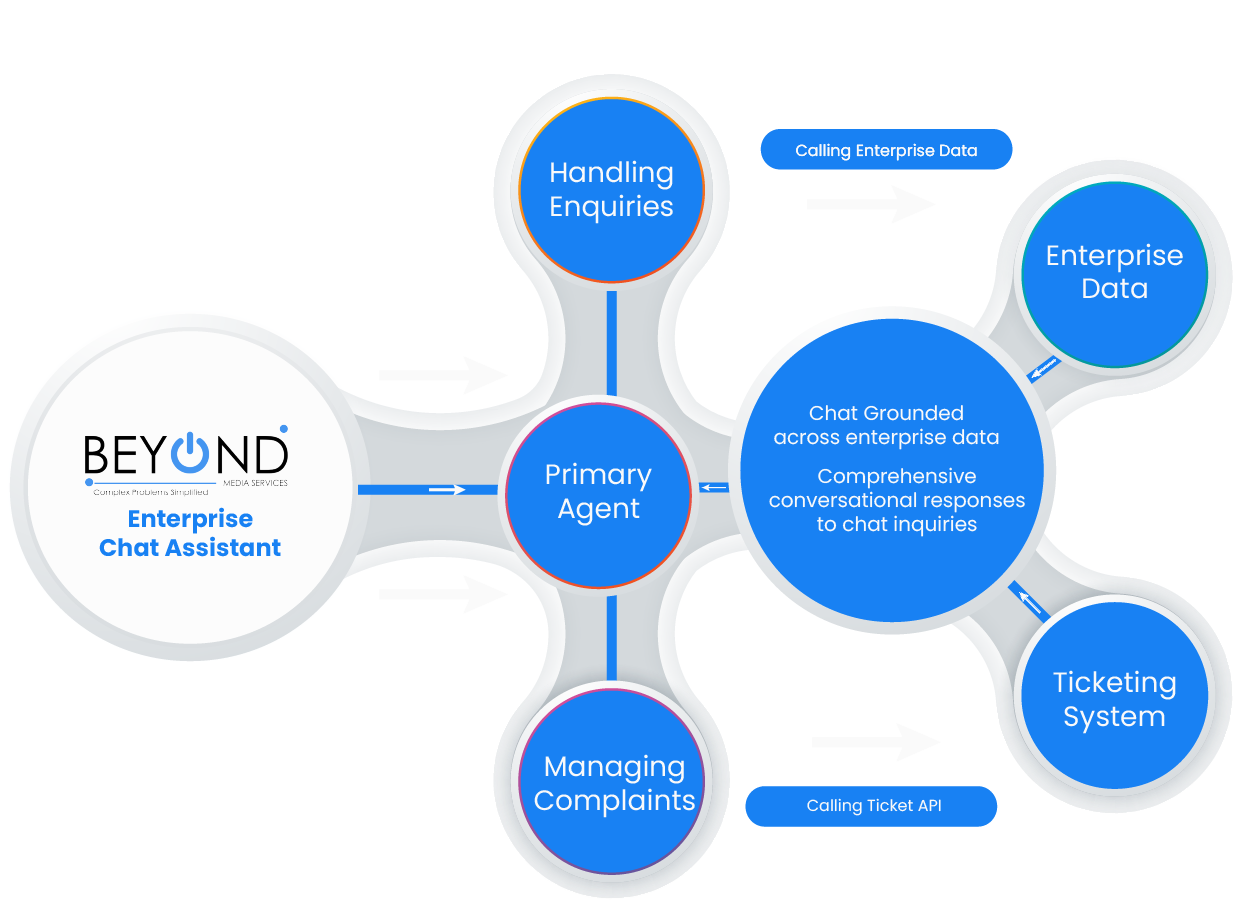 Handling
Enquiries
Calling Enterprise Data
Enterprise
Data
BEYOND
MEDIA SERVICES
Complex Problems Simplified
Enterprise
Chat Assistant
Primary
Agent
Chat Grounded
across enterprise data
Comprehensive
conversational responses
to chat inquiries
Ticketing
System
Managing
Complaints
Calling Ticket API